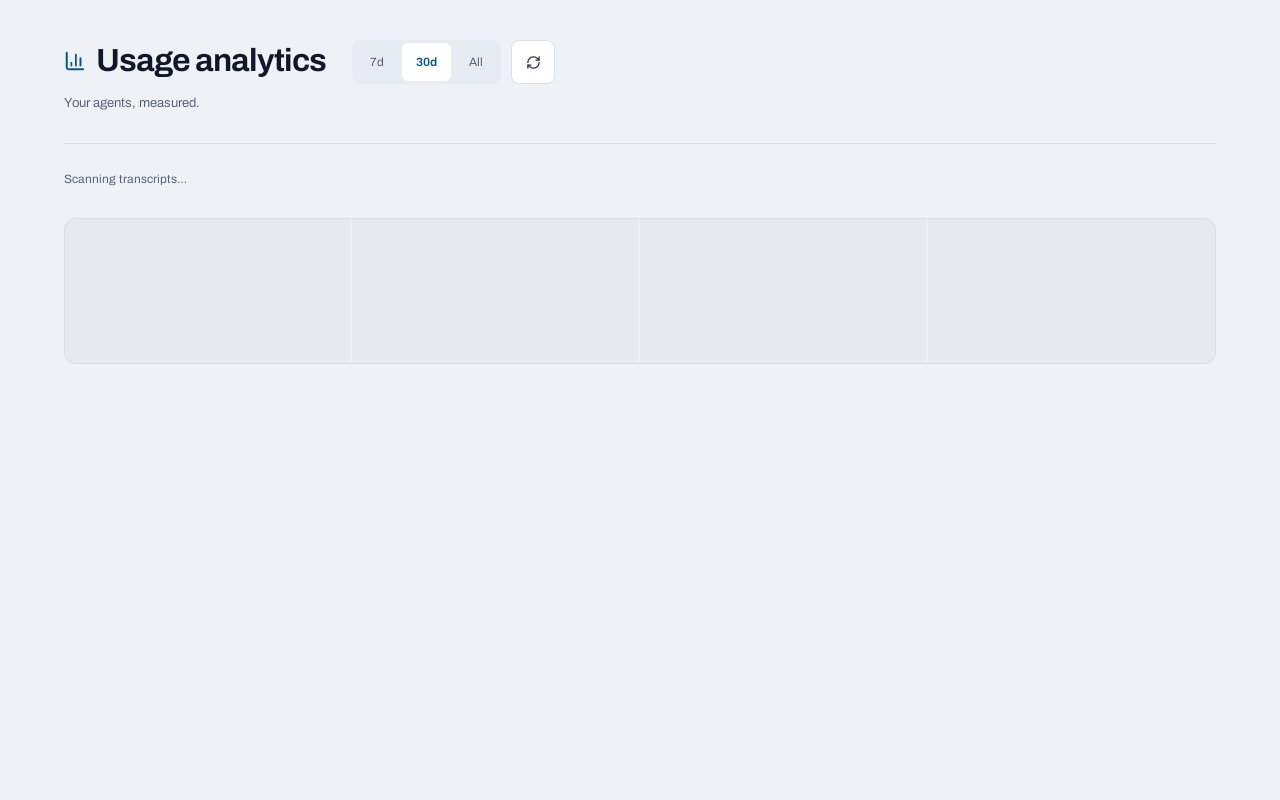 Usage analytics
7d
30d
All
Your agents, measured.
Scanning transcripts...